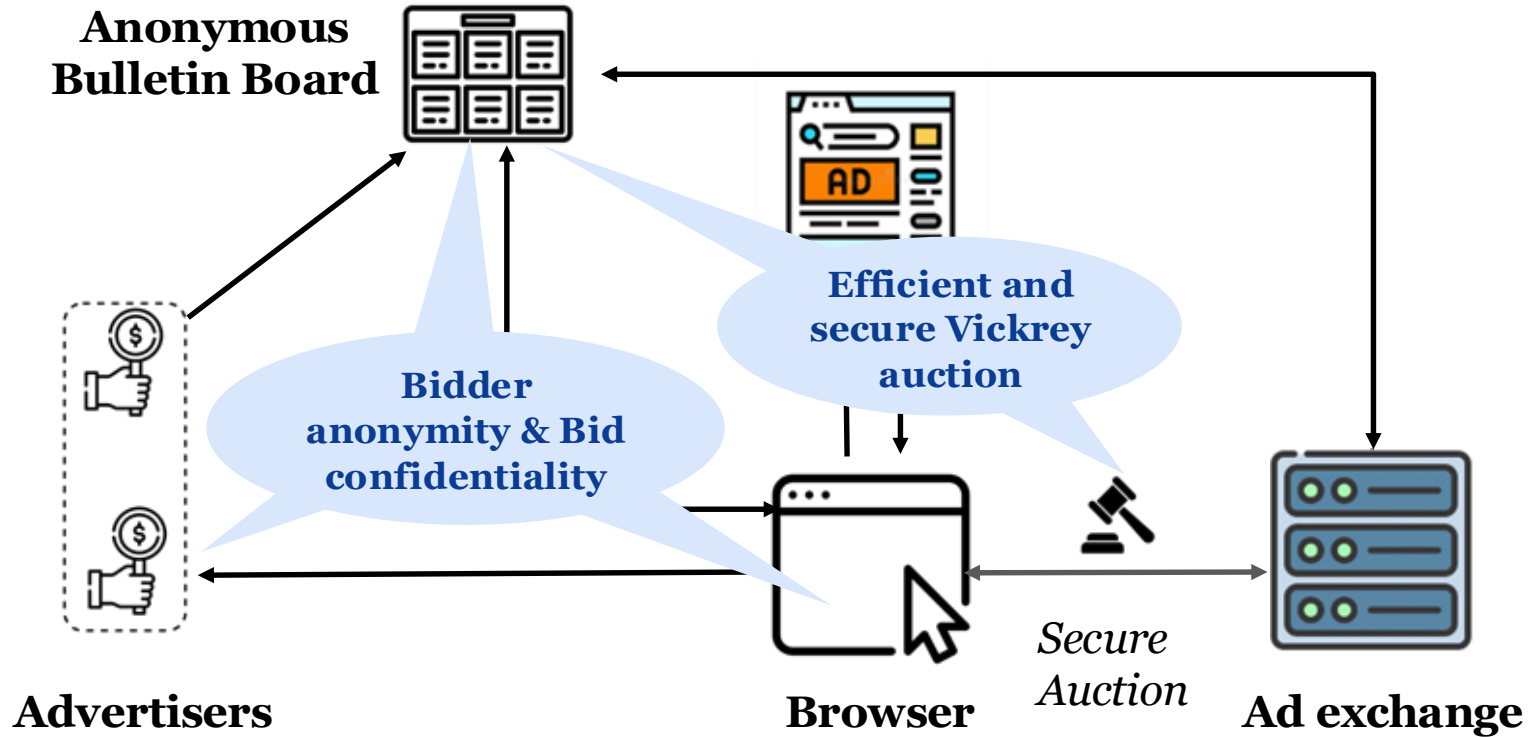 Anonymous
Bulletin Board
AD
Efficient and
secure Vickrey
auction
$
Bidder
anonymity & Bid
confidentiality
$
Secure
Auction
Advertisers
Browser
Ad exchange